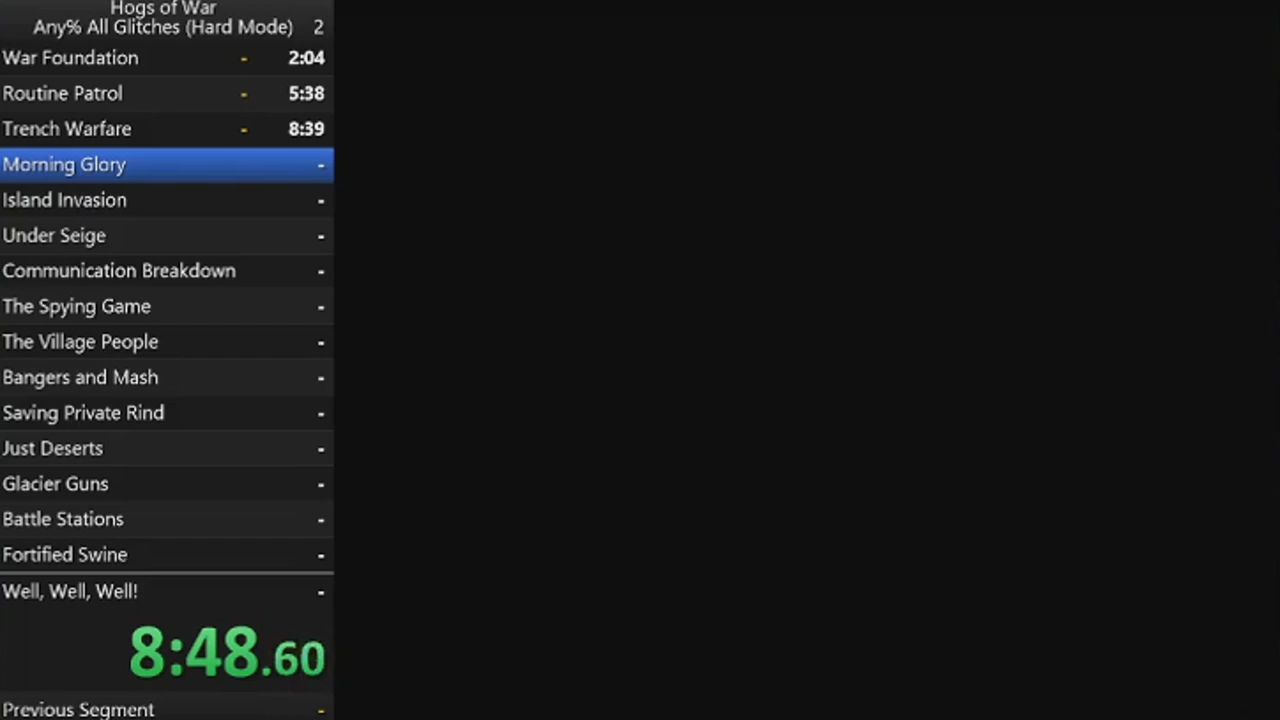 Hogs of War
Any% All Glitches (Hard Mode) 2
War Foundation - 2:04
Routine Patrol - 5:38
Trench Warfare - 8:39
Morning Glory -
Island Invasion -
Under Seige -
Communication Breakdown -
The Spying Game -
The Village People -
Bangers and Mash -
Saving Private Rind -
Just Deserts -
Glacier Guns -
Battle Stations -
Fortified Swine -
Well, Well, Well! -
8:48.60
Previous Segment -